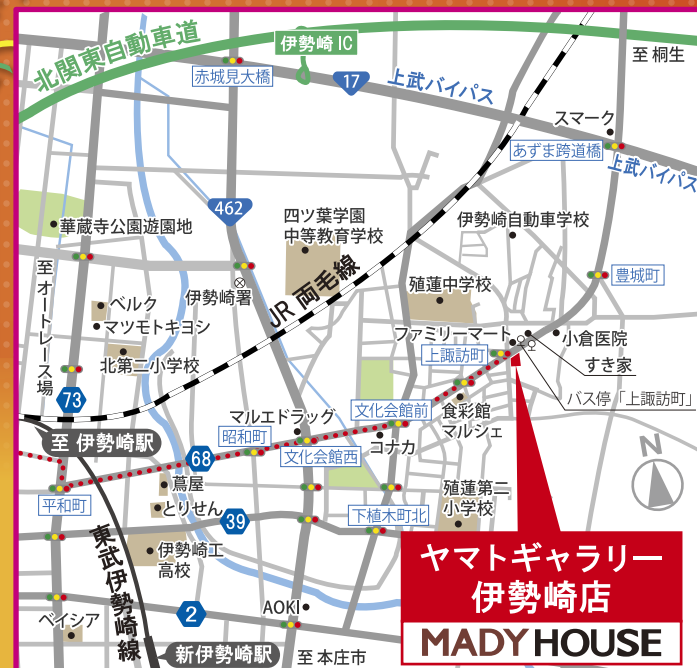 北関東自動車道
伊勢崎 IC
至 桐生
赤城見大橋
17
上武バイパス
スマーク
あずま跨道橋
上武バイパス
462
華蔵寺公園遊園地
四ツ葉学園
中等教育学校
伊勢崎自動車学校
至 オートレース場
伊勢崎署
JR 両毛線
殖蓮中学校
豊城町
ベルク
マツモトキヨシ
北第二小学校
ファミリーマート
小倉医院
上諏訪町
すき家
バス停「上諏訪町」
73
至 伊勢崎駅
マルエドラッグ
文化会館前
食彩館
マルシェ
昭和町
68
文化会館西
コナカ
N
平和町
蔦屋
とりせん
39
下植木町北
殖蓮第二
小学校
東武伊勢崎線
伊勢崎工
高校
2
AOKI
ベイシア
新伊勢崎駅
至 本庄市
ヤマトギャラリー
伊勢崎店
MADY HOUSE